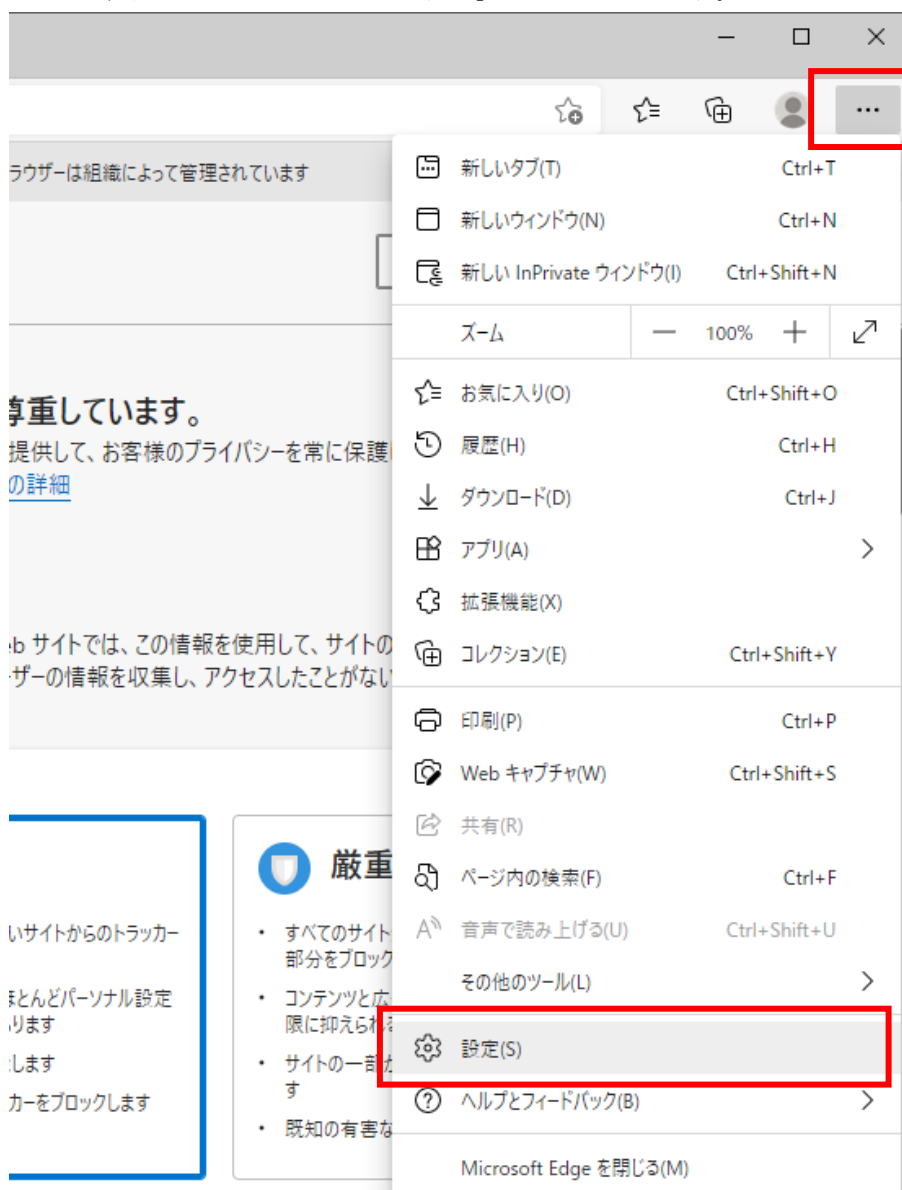 ラウザーは組織によって管理されています
重しています。
提供して、お客様のプライバシーを常に保護
の詳細
サイトでは、この情報を使用して、サイトの
ザーの情報を収集し、アクセスしたことがない
いサイトからのトラッカー
ほとんどパーソナル設定
ります
します
カーをブロックします
厳重
• すべてのサイト
部分をブロック
• コンテンツと広
限に抑えられ
• サイトの一部が
す
• 既知の有害な
新しいタブ(T) Ctrl+T
新しいウィンドウ(N) Ctrl+N
新しい InPrivate ウィンドウ(I) Ctrl+Shift+N
ズーム — 100% +
お気に入り(O) Ctrl+Shift+O
履歴(H) Ctrl+H
ダウンロード(D) Ctrl+J
アプリ(A)
拡張機能(X)
コレクション(E) Ctrl+Shift+Y
印刷(P) Ctrl+P
Web キャプチャ(W) Ctrl+Shift+S
共有(R)
ページ内の検索(F) Ctrl+F
音声で読み上げる(U) Ctrl+Shift+U
その他のツール(L)
設定(S)
ヘルプとフィードバック(B)
Microsoft Edge を閉じる(M)